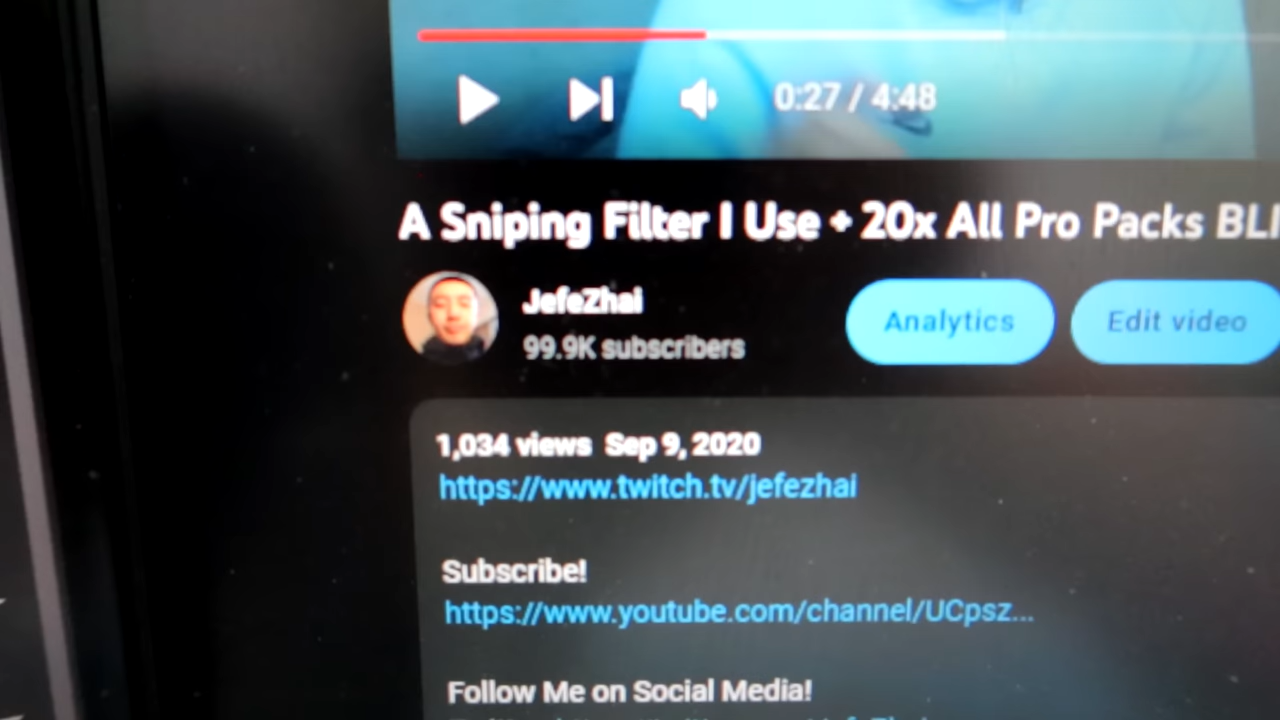 0:27 / 4:48
A Sniping Filter I Use + 20x All Pro Packs
JefeZhai
99.9K subscribers
Analytics
Edit video
1,034 views Sep 9, 2020
https://www.twitch.tv/jefezhai
Subscribe!
https://www.youtube.com/channel/UCpsz...
Follow Me on Social Media!